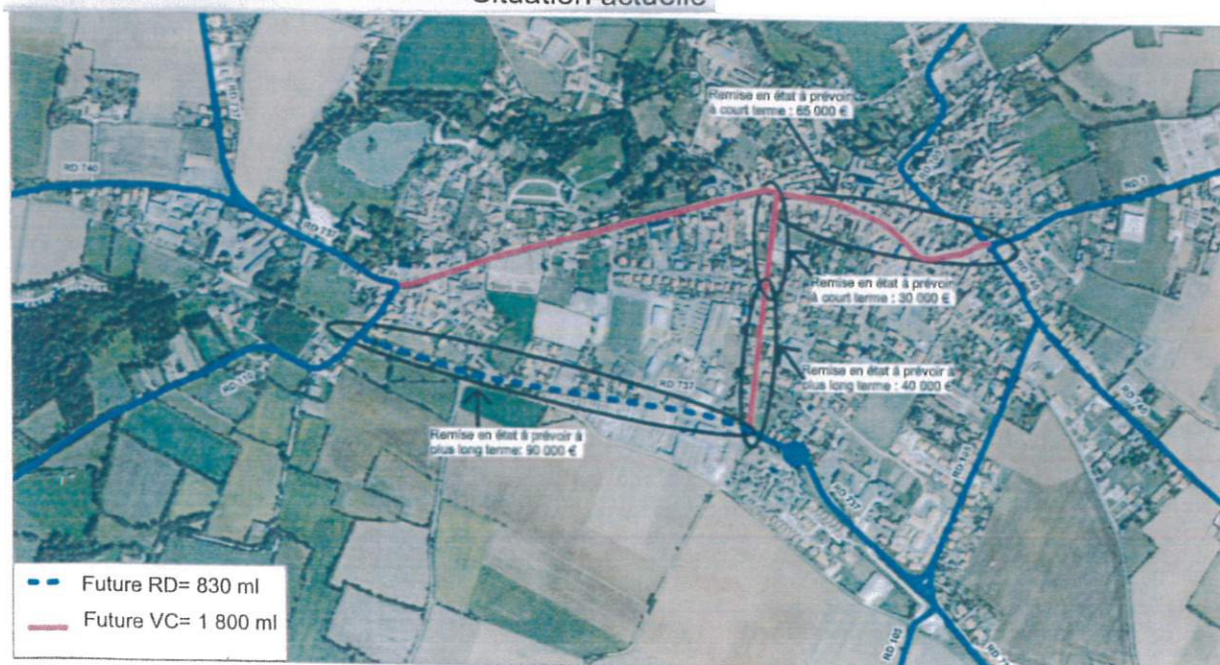 Situation actuelle
Remise en état à prévoir
à court terme : 65 000 €
RD 737
RD 740
RD 737
Remise en état à prévoir
à court terme : 30 000 €
Remise en état à prévoir à
plus long terme : 40 000 €
RD 737
Remise en état à prévoir à
plus long terme: 90 000 €
RD 740
RD 737
RD 105
Future RD= 830 ml
Future VC= 1 800 ml